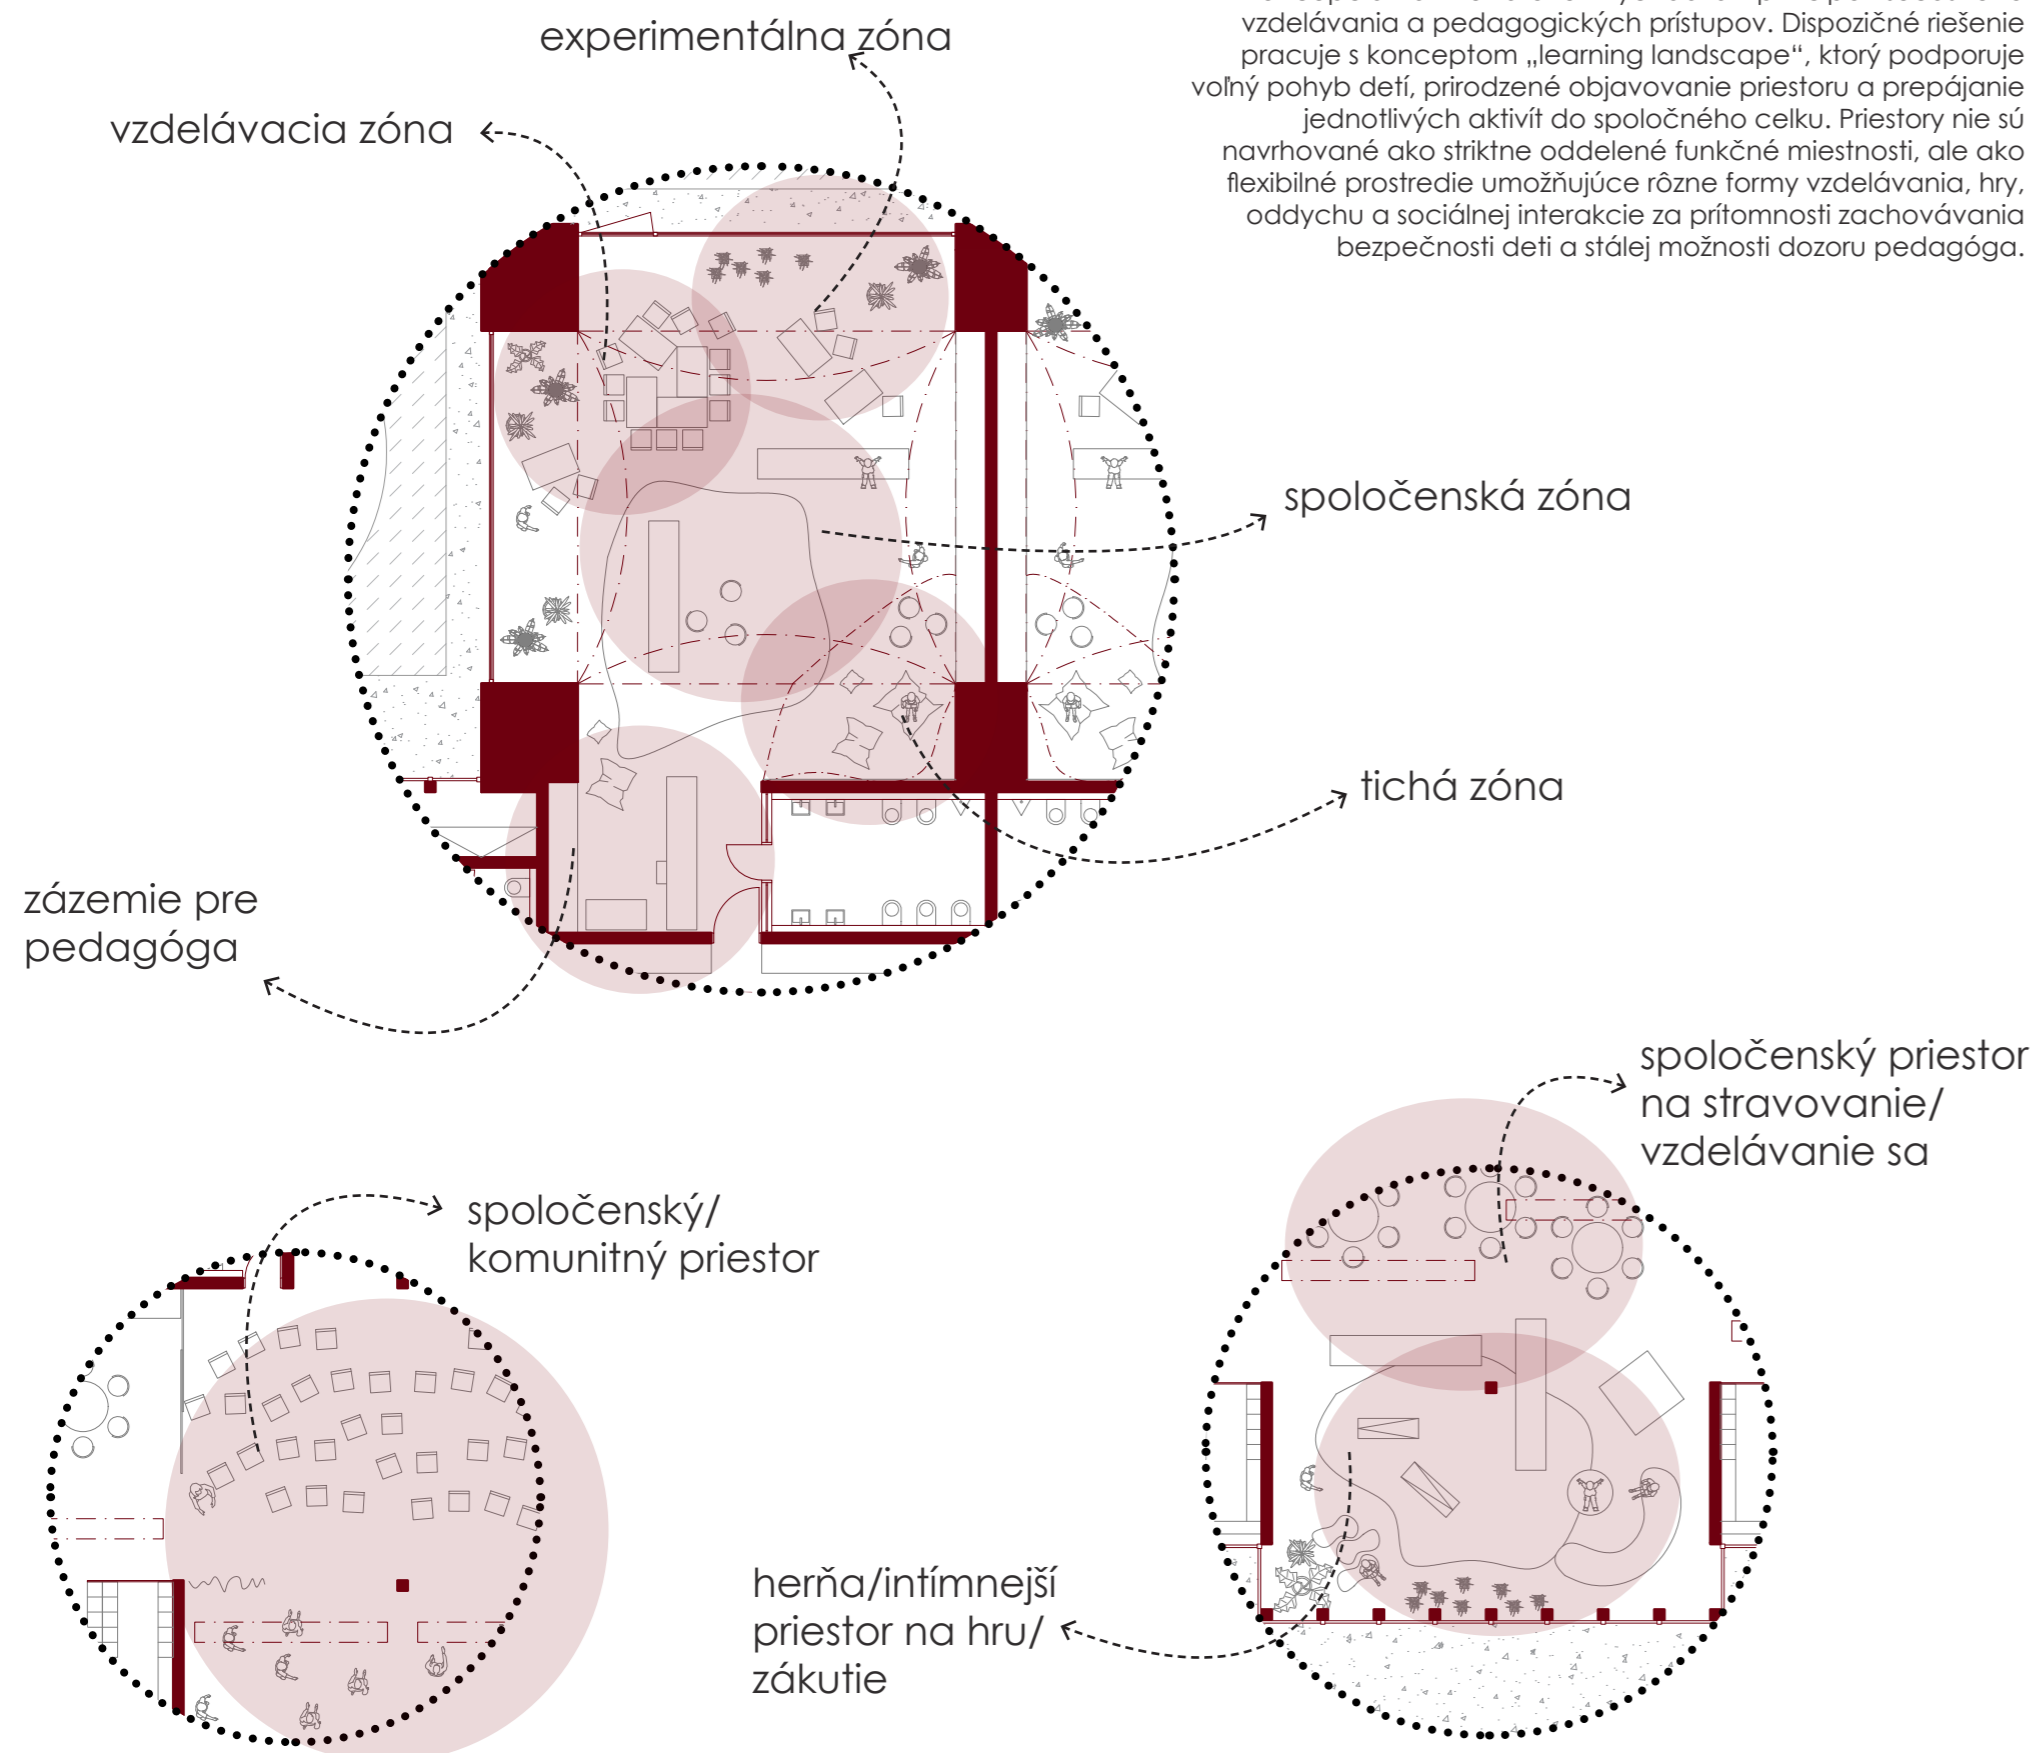 vzdelávania a pedagogických prístupov. Dispozičné riešenie
pracuje s konceptom „learning landscape“, ktorý podporuje
voľný pohyb detí, prirodzené objavovanie priestoru a prepájanie
jednotlivých aktivít do spoločného celku. Priestory nie sú
navrhované ako striktne oddelené funkčné miestnosti, ale ako
flexibilné prostredie umožňujúce rôzne formy vzdelávania, hry,
oddychu a sociálnej interakcie za prítomnosti zachovávania
bezpečnosti deti a stálej možnosti dozoru pedagóga.
experimentálna zóna
vzdelávacia zóna
spoločenská zóna
tichá zóna
zázemie pre
pedagóga
spoločenský priestor
na stravovanie/
vzdelávanie sa
spoločenský/
komunitný priestor
herňa/intímnejší
priestor na hru/
zákutie